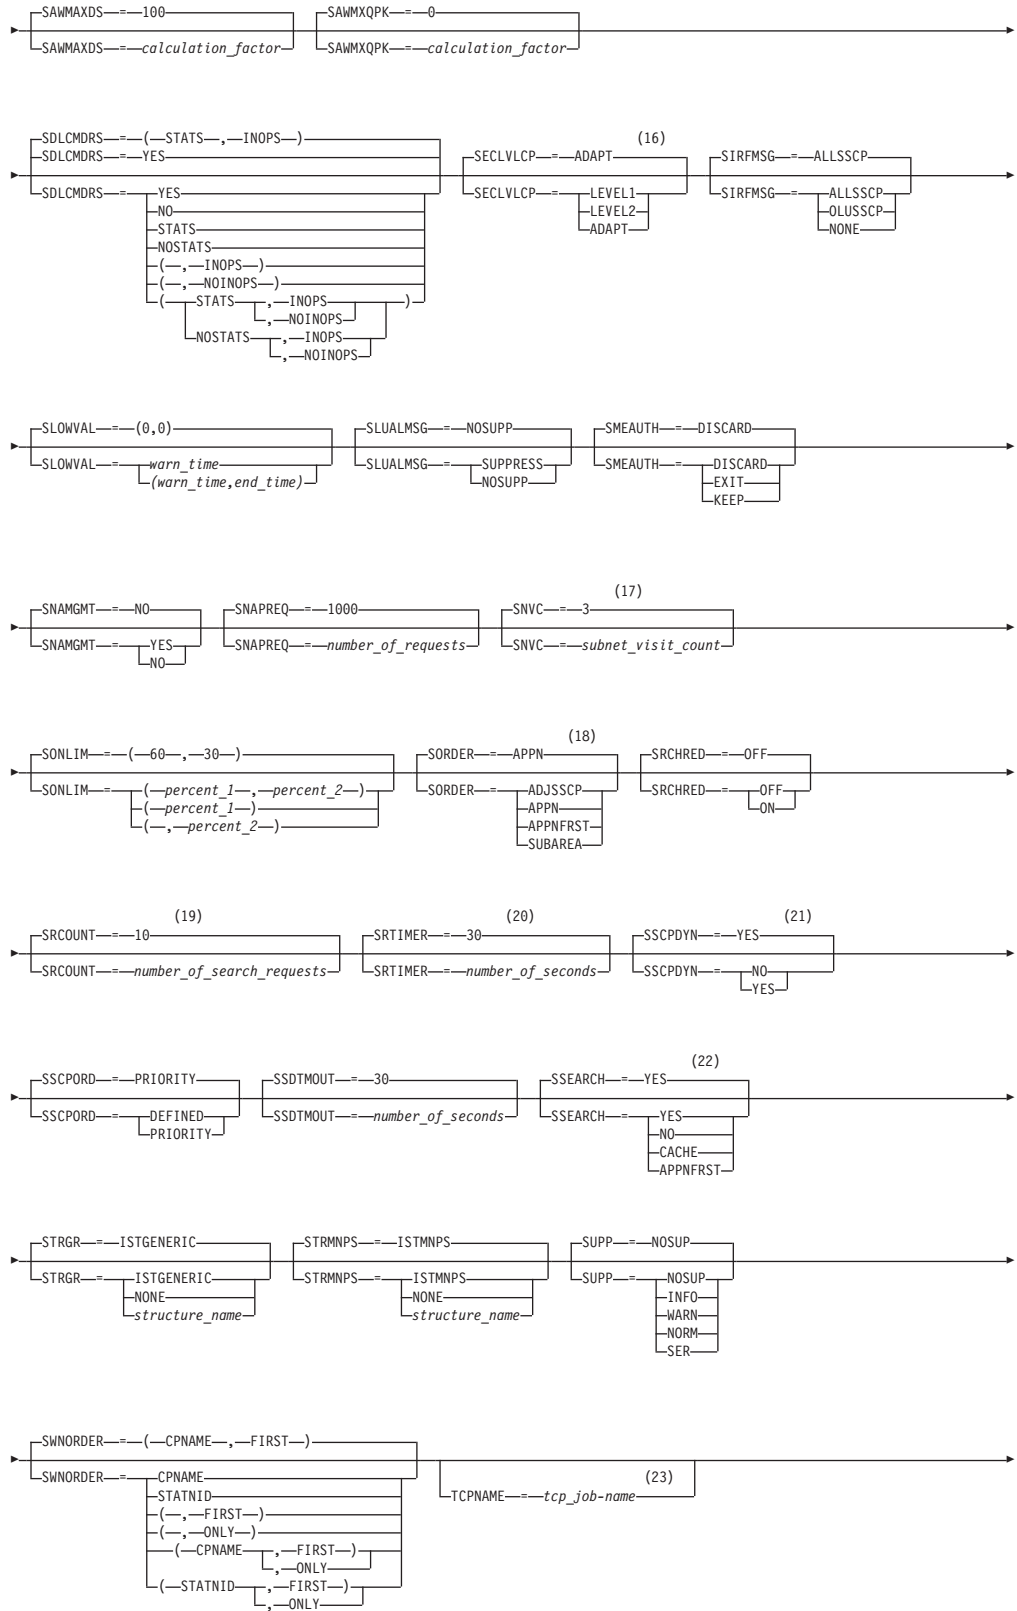 SAWMAXDS = 100 SAWMXQPK = 0
SAWMAXDS = calculation_factor SAWMXQPK = calculation_factor
SDLCMDRS = ( STATS , INOPS ) (16)
SDLCMDRS = YES SECLVLCP = ADAPT SIRFMSG = ALLSSCP
SDLCMDRS = YES SECLVLCP = LEVEL1 SIRFMSG = ALLSSCP
NO LEVEL2 OLUSSCP
STATS ADAPT NONE
NOSTATS
( , INOPS )
( , NOINOPS )
( STATS , INOPS )
, NOINOPS
NOSTATS , INOPS
, NOINOPS
SLOWVAL = (0,0) SLUALMSG = NOSUPP SMEAUTH = DISCARD
SLOWVAL = warn_time SLUALMSG = SUPPRESS SMEAUTH = DISCARD
(warn_time,end_time) NOSUPP EXIT
KEEP
(17)
SNAMGMT = NO SNAPREQ = 1000 SNVC = 3
SNAMGMT = YES SNAPREQ = number_of_requests SNVC = subnet_visit_count
NO
(18)
SONLIM = ( 60 , 30 ) SORDER = APPN SRCHRED = OFF
SONLIM = ( percent_1 , percent_2 ) SORDER = ADJSSCP SRCHRED = OFF
( percent_1 ) APPN ON
( , percent_2 ) APPNFRST
SUBAREA
(19) (20) (21)
SRCOUNT = 10 SRTIMER = 30 SSCPDYN = YES
SRCOUNT = number_of_search_requests SRTIMER = number_of_seconds SSCPDYN = NO
YES
(22)
SSCPORD = PRIORITY SSDTMOUT = 30 SSEARCH = YES
SSCPORD = DEFINED SSDTMOUT = number_of_seconds SSEARCH = YES
PRIORITY NO
CACHE
APPNFRST
STRGR = ISTGENERIC STRMNPS = ISTMNPS SUPP = NOSUP
STRGR = ISTGENERIC STRMNPS = ISTMNPS SUPP = NOSUP
NONE NONE INFO
structure_name structure_name WARN
NORM
SER
SWNORDER = ( CPNAME , FIRST )
SWNORDER = CPNAME (23)
STATNID TCPNAME = tcp_job-name
( , FIRST )
( , ONLY )
( CPNAME , FIRST )
, ONLY
( STATNID , FIRST )
, ONLY